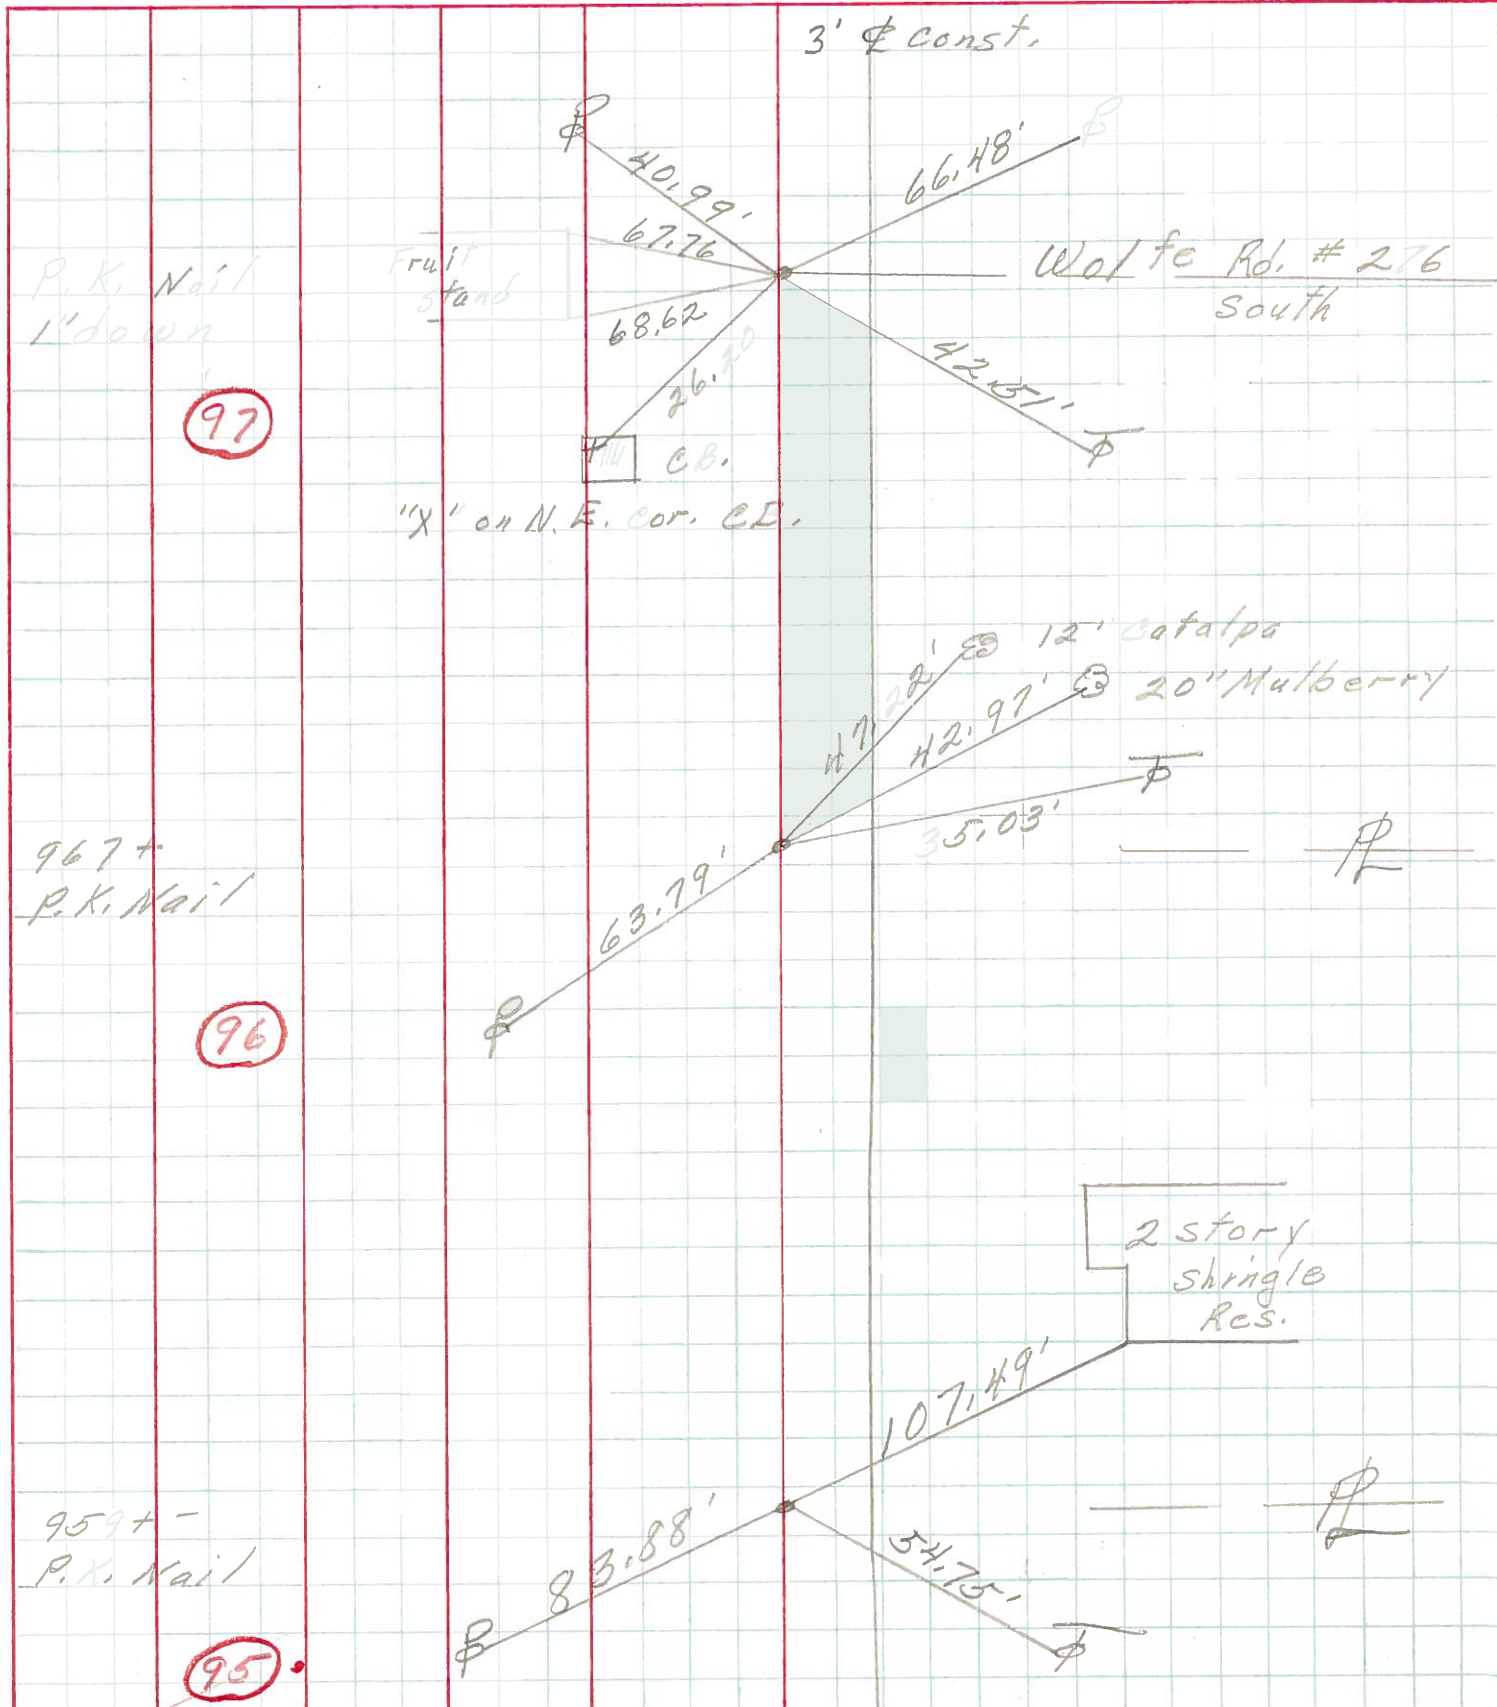 3' ℄ const.
40.99'
66.48'
67.76
Fruit
stand
Wolfe Rd. # 276
South
P. K. Nail
1" down
68.62
26.20
42.51'
97
C.B.
"X" on N.E. cor. C.B.
12" Catalpa
47.22'
20" Mulberry
42.97'
35.03'
967+
P.K. Nail
63.79'
96
2 story
shingle
Res.
107.49'
959+-
P.K. Nail
83.88'
54.75'
95